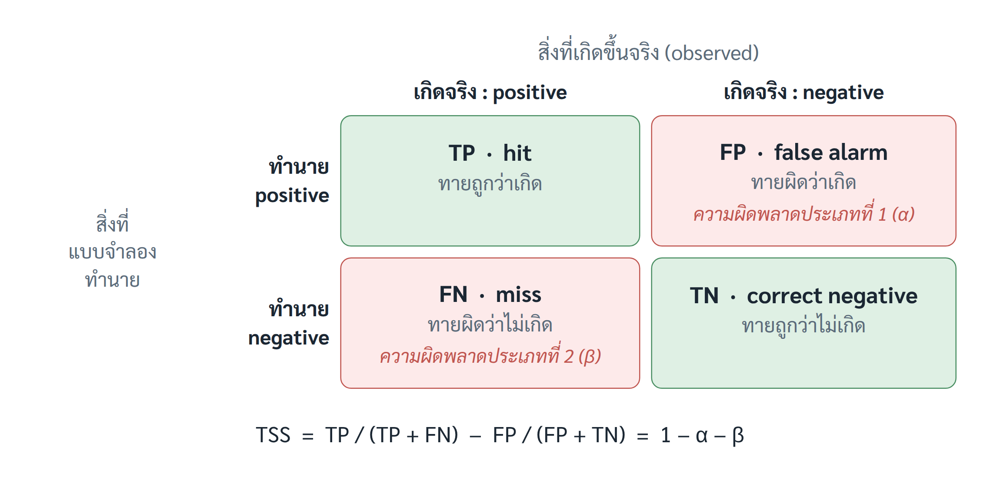 สิ่งที่เกิดขึ้นจริง (observed)
เกิดจริง : positive
เกิดจริง : negative
สิ่งที่
แบบจำลอง
ทำนาย
ทำนาย
positive
TP · hit
ทายถูกว่าเกิด
FP · false alarm
ทายผิดว่าเกิด
ความผิดพลาดประเภทที่ 1 (α)
ทำนาย
negative
FN · miss
ทายผิดว่าไม่เกิด
ความผิดพลาดประเภทที่ 2 (β)
TN · correct negative
ทายถูกว่าไม่เกิด
TSS = TP / (TP + FN) − FP / (FP + TN) = 1 − α − β